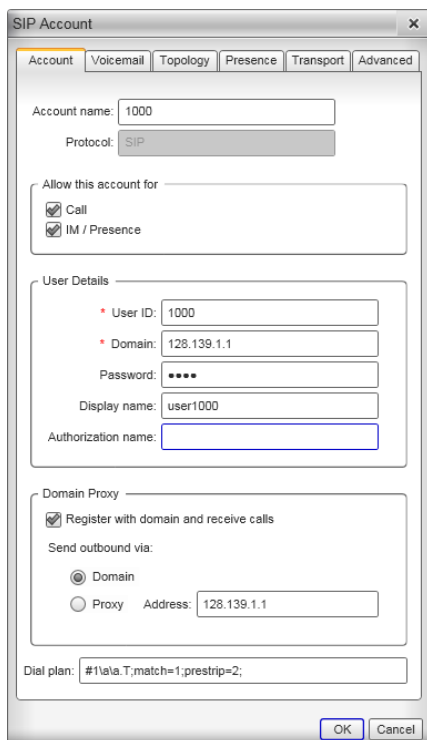 SIP Account
Account Voicemail Topology Presence Transport Advanced
Account name: 1000
Protocol: SIP
Allow this account for
Call
IM / Presence
User Details
* User ID: 1000
* Domain: 128.139.1.1
Password: ●●●●
Display name: user1000
Authorization name:
Domain Proxy
Register with domain and receive calls
Send outbound via:
Domain
Proxy Address: 128.139.1.1
Dial plan: #1\a\a.T;match=1;prestrip=2;
OK Cancel